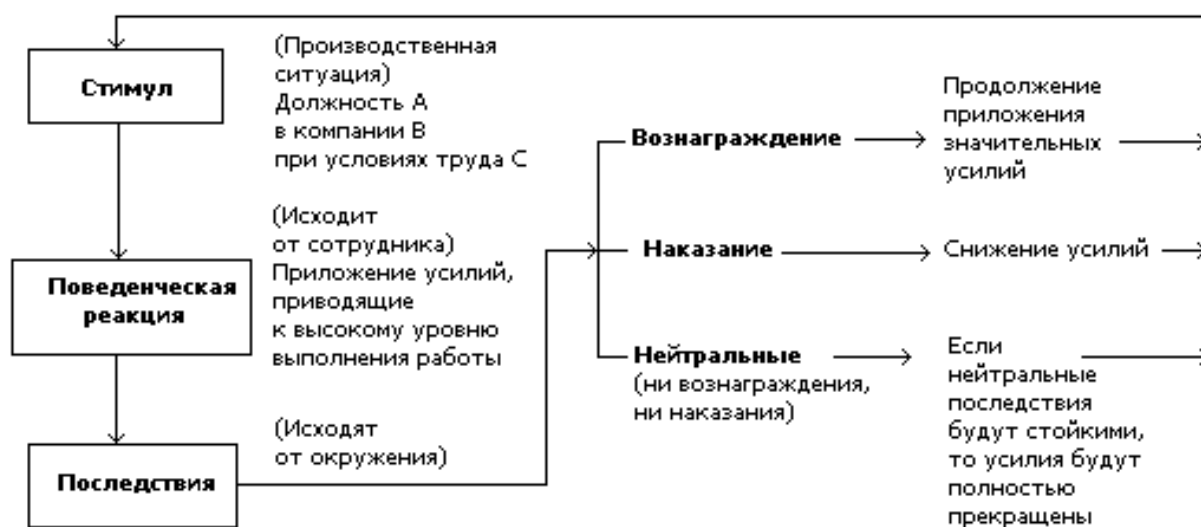 Стимул
(Производственная
ситуация)
Должность А
в компании В
при условиях труда С
Поведенческая
реакция
(Исходит
от сотрудника)
Приложение усилий,
приводящие
к высокому уровню
выполнения работы
Последствия
(Исходят
от окружения)
Вознаграждение
Продолжение
приложения
значительных
усилий
Наказание
Снижение усилий
Нейтральные
(ни вознаграждения,
ни наказания)
Если
нейтральные
последствия
будут стойкими,
то усилия будут
полностью
прекращены